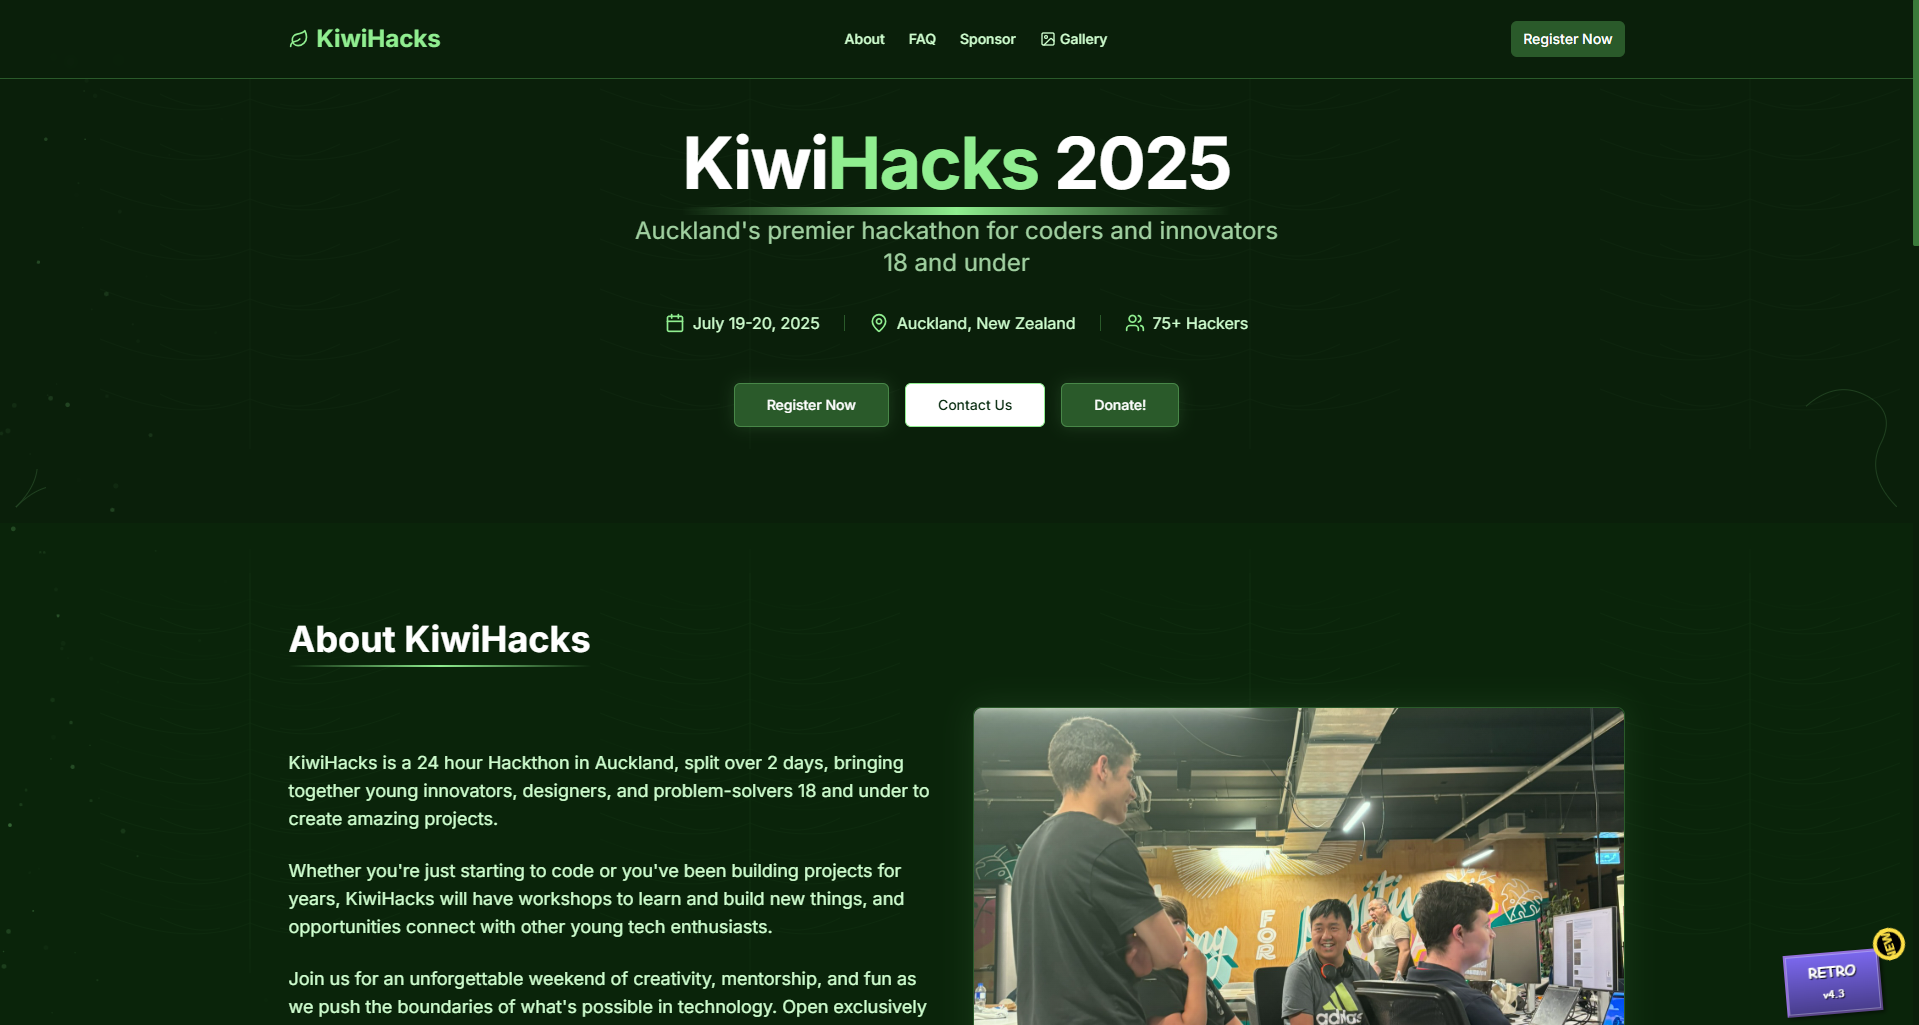 KiwiHacks
About
FAQ
Sponsor
Gallery
Register Now
KiwiHacks 2025
Auckland's premier hackathon for coders and innovators
18 and under
July 19-20, 2025
Auckland, New Zealand
75+ Hackers
Register Now
Contact Us
Donate!
About KiwiHacks
KiwiHacks is a 24 hour Hackthon in Auckland, split over 2 days, bringing
together young innovators, designers, and problem-solvers 18 and under to
create amazing projects.
Whether you're just starting to code or you've been building projects for
years, KiwiHacks will have workshops to learn and build new things, and
opportunities connect with other young tech enthusiasts.
Join us for an unforgettable weekend of creativity, mentorship, and fun as
we push the boundaries of what's possible in technology. Open exclusively
FOR
adidas
NEW
RETRO
v4.3